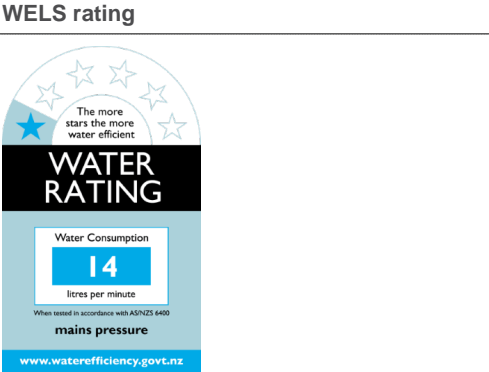 WELS rating
The more
stars the more
water efficient
WATER
RATING
Water Consumption
14
litres per minute
When tested in accordance with AS/NZS 6400
mains pressure
www.waterefficiency.govt.nz